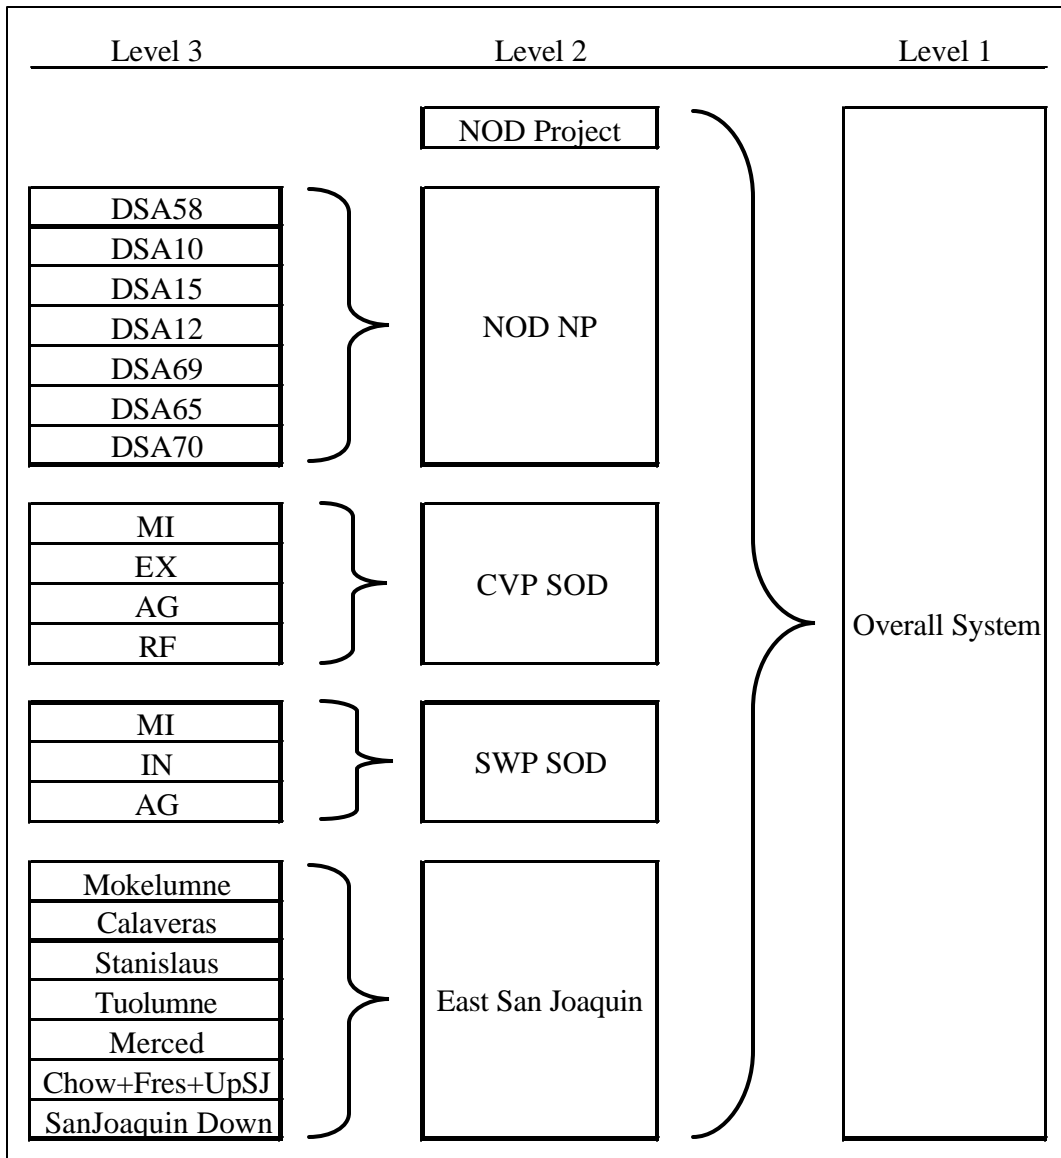 Level 3 Level 2 Level 1
NOD Project
DSA58
DSA10
DSA15
DSA12
DSA69
DSA65
DSA70
NOD NP
MI
EX
AG
RF
CVP SOD
MI
IN
AG
SWP SOD
Mokelumne
Calaveras
Stanislaus
Tuolumne
Merced
Chow+Fres+UpSJ
SanJoaquin Down
East San Joaquin
Overall System